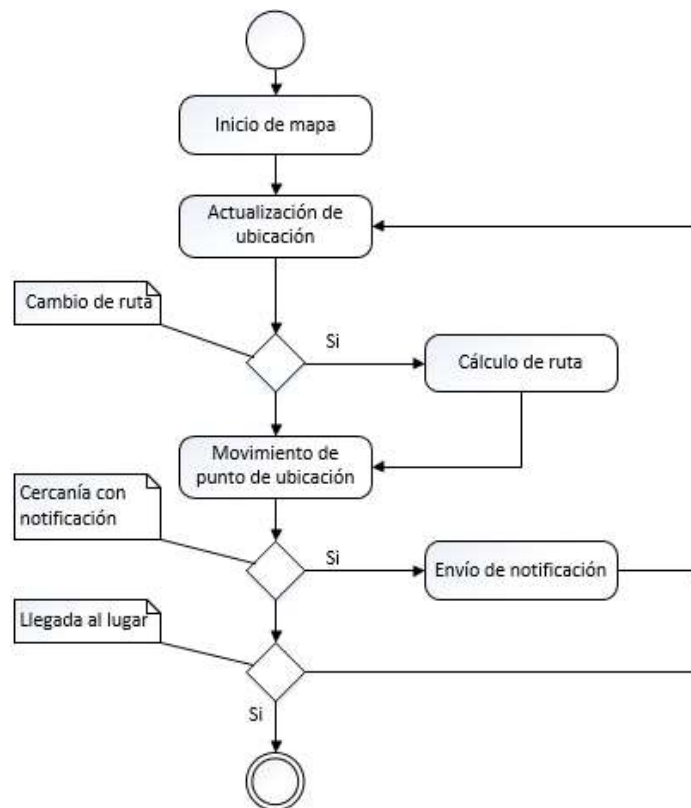 Inicio de mapa
Actualización de
ubicación
Cambio de ruta
Si
Cálculo de ruta
Movimiento de
punto de ubicación
Cercanía con
notificación
Si
Envío de notificación
Llegada al lugar
Si